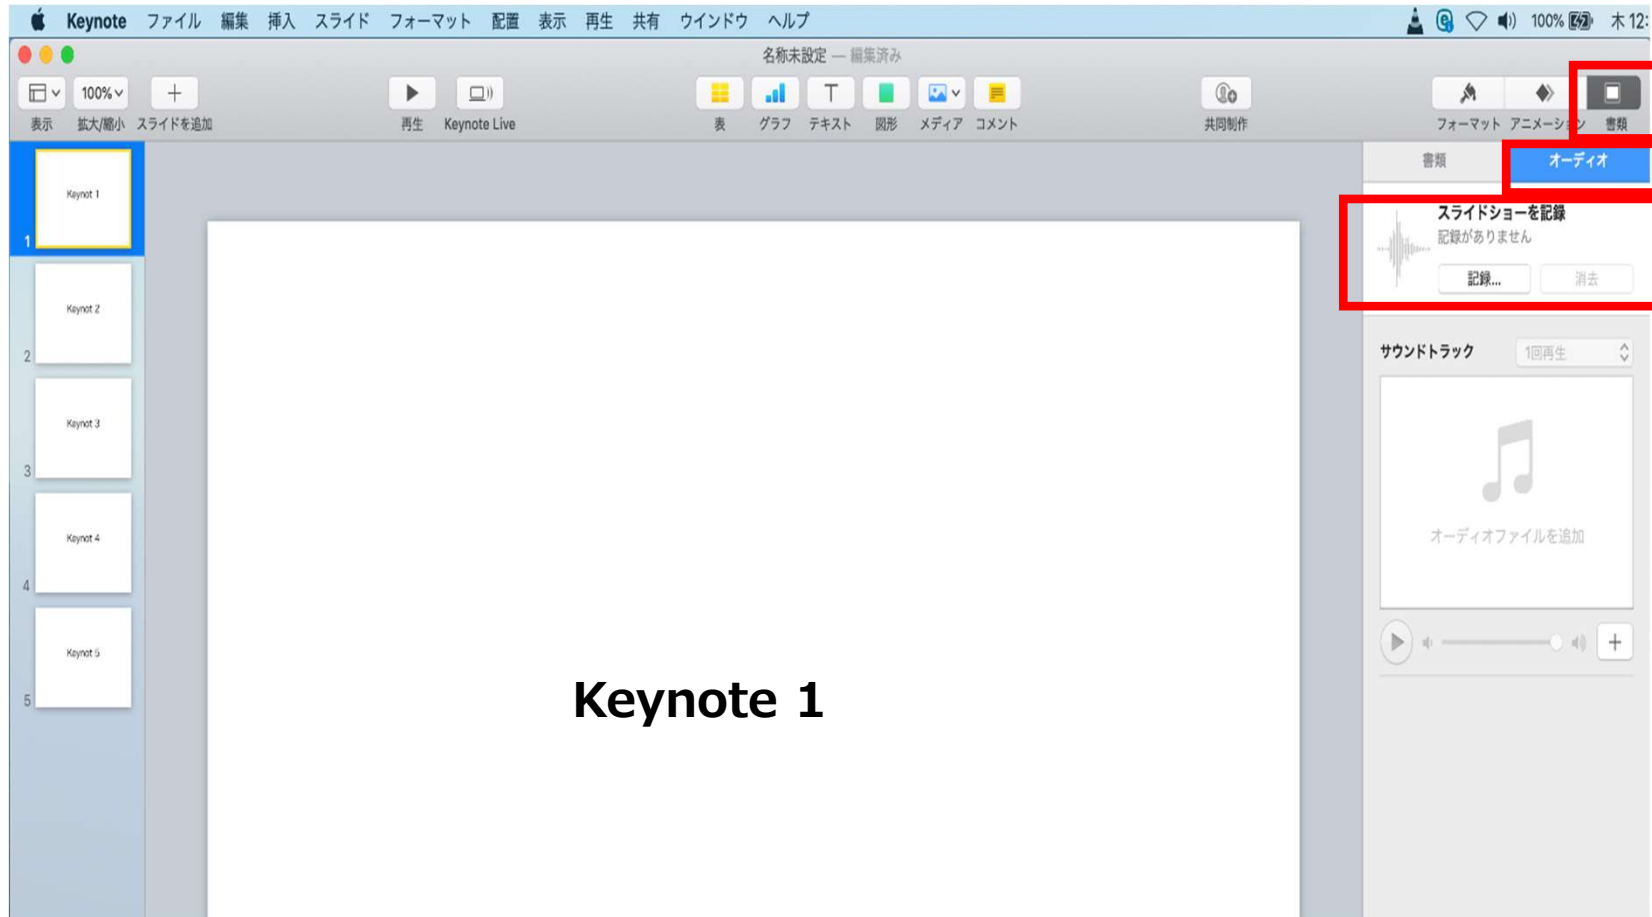 Keynote ファイル 編集 挿入 スライド フォーマット 配置 表示 再生 共有 ウインドウ ヘルプ 100% 木12:
名称未設定 — 編集済み
100%
表示 拡大/縮小 スライドを追加 再生 Keynote Live 表 グラフ テキスト 図形 メディア コメント 共同制作 フォーマット アニメーション 書類
書類 オーディオ
Keynot 1
1
Keynot 2
2
Keynot 3
3
Keynot 4
4
Keynot 5
5
Keynote 1
スライドショーを記録
記録がありません
記録... 消去
サウンドトラック 1回再生
オーディオファイルを追加